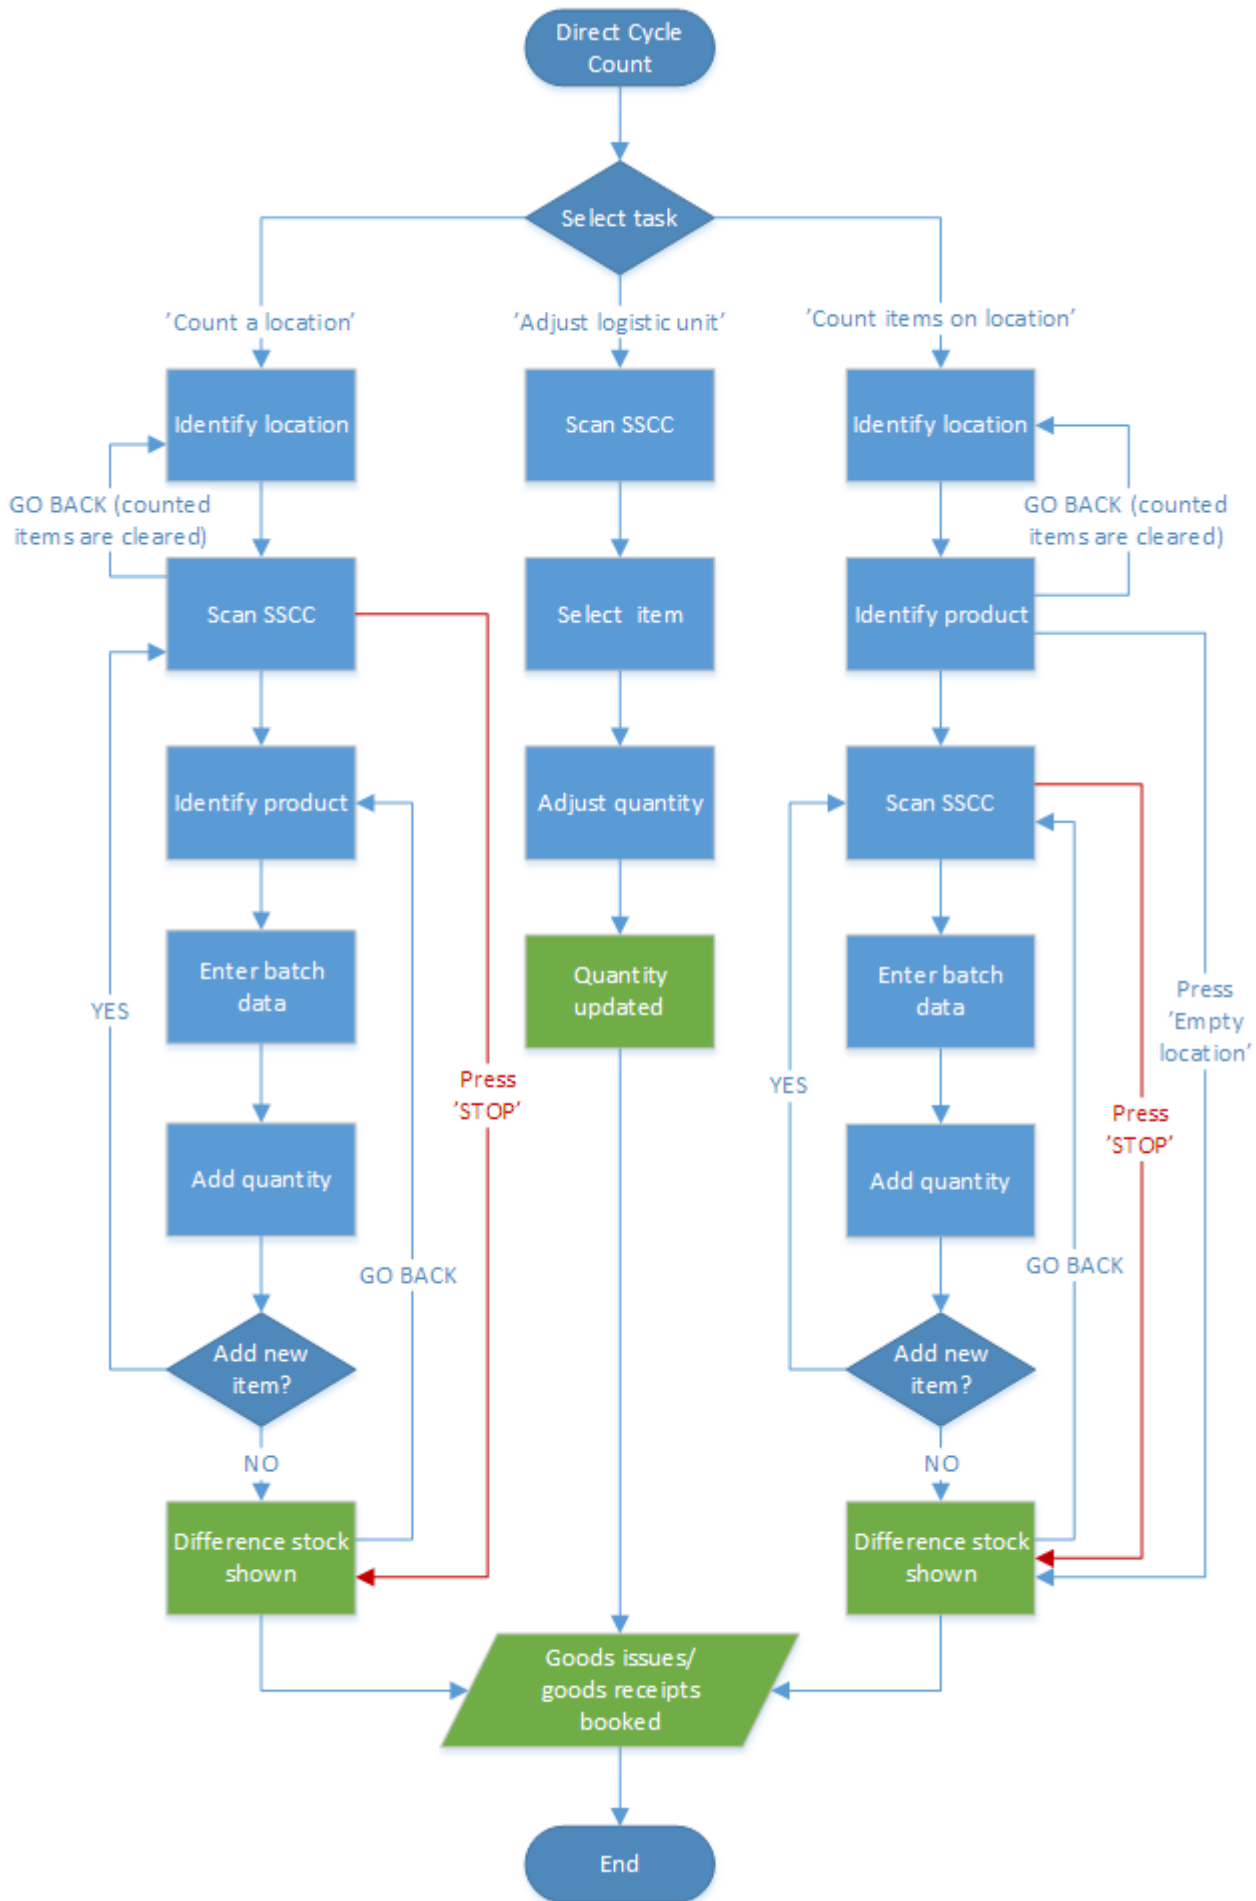 Direct Cycle
Count
Select task
'Count a location'
'Adjust logistic unit'
'Count items on location'
Identify location
Scan SSCC
Identify location
GO BACK (counted
items are cleared)
GO BACK (counted
items are cleared)
Scan SSCC
Select item
Identify product
Identify product
Adjust quantity
Scan SSCC
Enter batch
data
Quantity
updated
Enter batch
data
YES
Press
'Empty
location'
Press
'STOP'
YES
Press
'STOP'
Add quantity
Add quantity
GO BACK
GO BACK
Add new
item?
Add new
item?
NO
NO
Difference stock
shown
Difference stock
shown
Goods issues/
goods receipts
booked
End